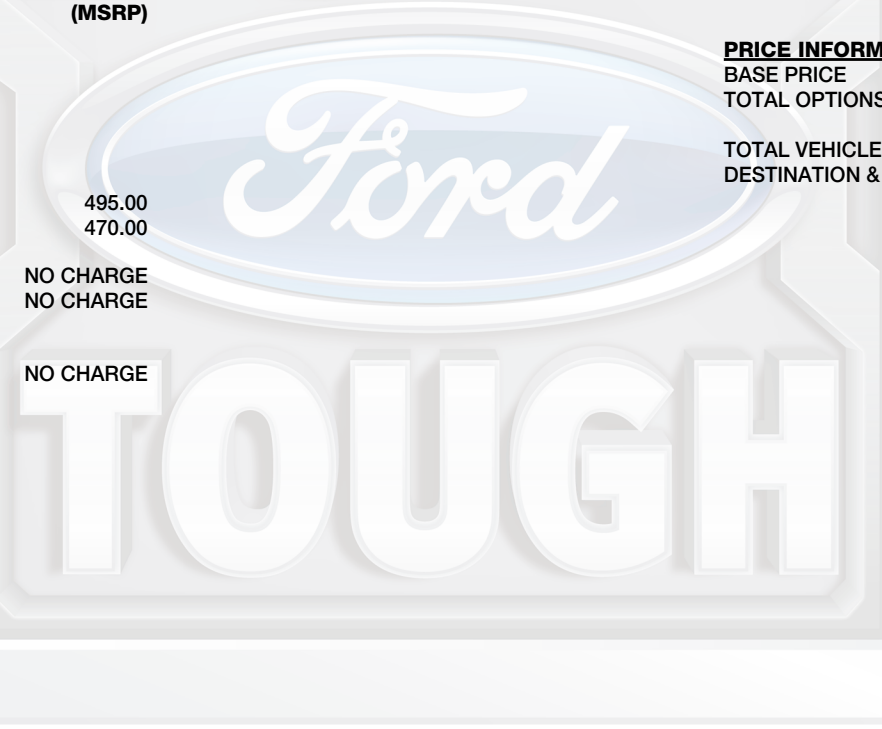 (MSRP)
PRICE INFORM
BASE PRICE
TOTAL OPTIONS
TOTAL VEHICLE
DESTINATION &
495.00
470.00
NO CHARGE
NO CHARGE
NO CHARGE
Ford
TOUGH